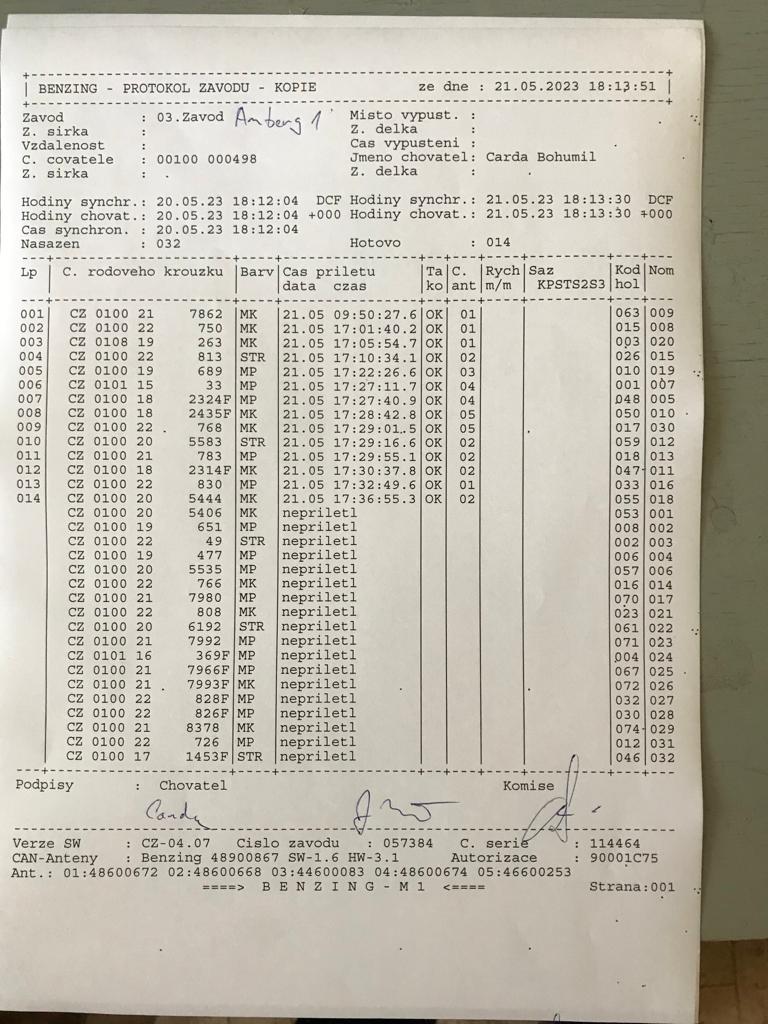 BENZING - PROTOKOL ZAVODU - KOPIE ze dne : 21.05.2023 18:13:51
Zavod : 03.Zavod Amberg 1 Misto vypust. :
Z. sirka : Z. delka :
Vzdalenost : Cas vypusteni :
C. covatele : 00100 000498 Jmeno chovatel: Carda Bohumil
Z. sirka : . Z. delka : .
Hodiny synchr.: 20.05.23 18:12:04 DCF Hodiny synchr.: 21.05.23 18:13:30 DCF
Hodiny chovat.: 20.05.23 18:12:04 +000 Hodiny chovat.: 21.05.23 18:13:30 +000
Cas synchron. : 20.05.23 18:12:04
Nasazen : 032 Hotovo : 014
Lp C. rodoveho krouzku Barv Cas priletu Ta C. Rych Saz Kod Nom
data czas ko ant m/m KPSTS2S3 hol
001 CZ 0100 21 7862 MK 21.05 09:50:27.6 OK 01 063 009
002 CZ 0100 22 750 MK 21.05 17:01:40.2 OK 01 015 008
003 CZ 0108 19 263 MK 21.05 17:05:54.7 OK 01 003 020
004 CZ 0100 22 813 STR 21.05 17:10:34.1 OK 02 026 015
005 CZ 0100 19 689 MP 21.05 17:22:26.6 OK 03 010 019
006 CZ 0101 15 33 MP 21.05 17:27:11.7 OK 04 001 007
007 CZ 0100 18 2324F MP 21.05 17:27:40.9 OK 04 048 005
008 CZ 0100 18 2435F MK 21.05 17:28:42.8 OK 05 050 010
009 CZ 0100 22 768 MK 21.05 17:29:01.5 OK 05 017 030
010 CZ 0100 20 5583 STR 21.05 17:29:16.6 OK 02 059 012
011 CZ 0100 21 783 MP 21.05 17:29:55.1 OK 02 018 013
012 CZ 0100 18 2314F MK 21.05 17:30:37.8 OK 02 047 011
013 CZ 0100 22 830 MP 21.05 17:32:49.6 OK 01 033 016
014 CZ 0100 20 5444 MK 21.05 17:36:55.3 OK 02 055 018
CZ 0100 20 5406 MK nepriletl 053 001
CZ 0100 19 651 MP nepriletl 008 002
CZ 0100 22 49 STR nepriletl 002 003
CZ 0100 19 477 MP nepriletl 006 004
CZ 0100 20 5535 MP nepriletl 057 006
CZ 0100 22 766 MK nepriletl 016 014
CZ 0100 21 7980 MP nepriletl 070 017
CZ 0100 22 808 MK nepriletl 023 021
CZ 0100 20 6192 STR nepriletl 061 022
CZ 0100 21 7992 MP nepriletl 071 023
CZ 0101 16 369F MP nepriletl 004 024
CZ 0100 21 7966F MP nepriletl 067 025
CZ 0100 21 7993F MK nepriletl 072 026
CZ 0100 22 828F MP nepriletl 032 027
CZ 0100 22 826F MP nepriletl 030 028
CZ 0100 21 8378 MK nepriletl 074 029
CZ 0100 22 726 MP nepriletl 012 031
CZ 0100 17 1453F STR nepriletl 046 032
Podpisy : Chovatel Komise
Carda
Verze SW : CZ-04.07 Cislo zavodu : 057384 C. serie : 114464
CAN-Anteny : Benzing 48900867 SW-1.6 HW-3.1 Autorizace : 90001C75
Ant.: 01:48600672 02:48600668 03:44600083 04:48600674 05:46600253
====> B E N Z I N G - M 1 <==== Strana:001